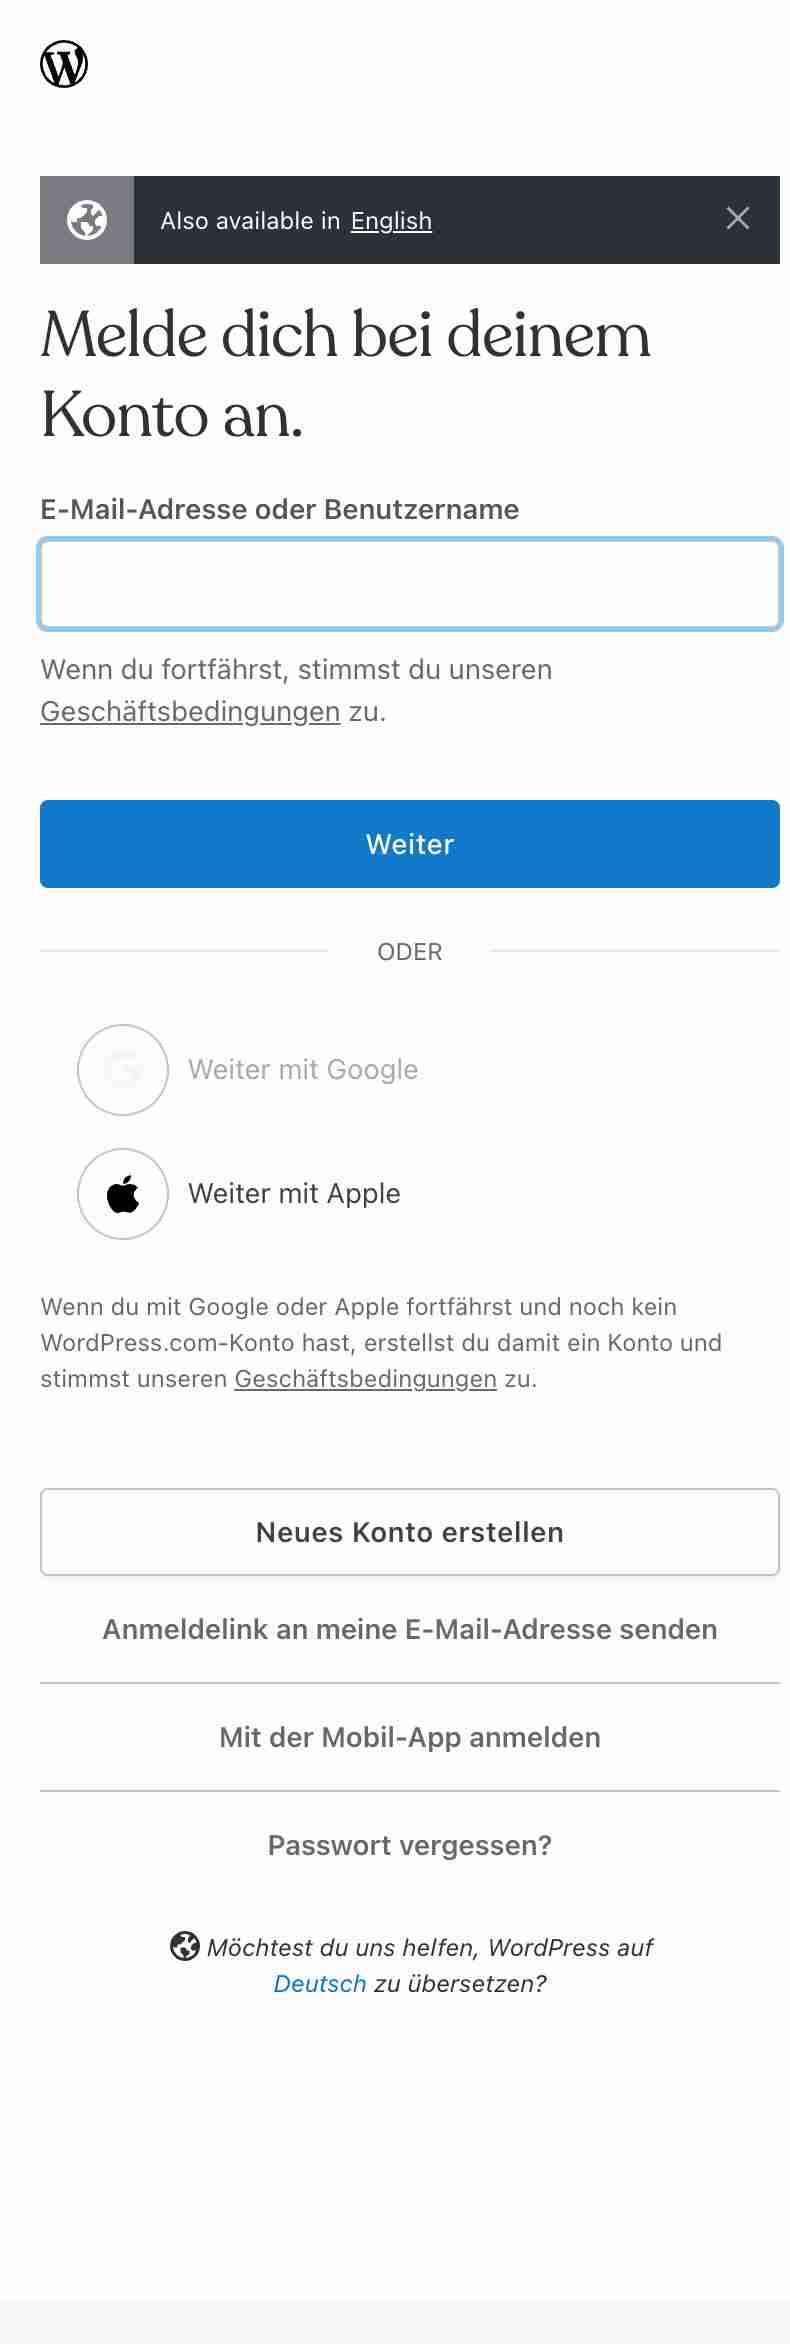 Also available in English
Melde dich bei deinem
Konto an.
E-Mail-Adresse oder Benutzername
Wenn du fortfährst, stimmst du unseren
Geschäftsbedingungen zu.
Weiter
ODER
Weiter mit Google
Weiter mit Apple
Wenn du mit Google oder Apple fortfährst und noch kein
WordPress.com-Konto hast, erstellst du damit ein Konto und
stimmst unseren Geschäftsbedingungen zu.
Neues Konto erstellen
Anmeldelink an meine E-Mail-Adresse senden
Mit der Mobil-App anmelden
Passwort vergessen?
Möchtest du uns helfen, WordPress auf
Deutsch zu übersetzen?